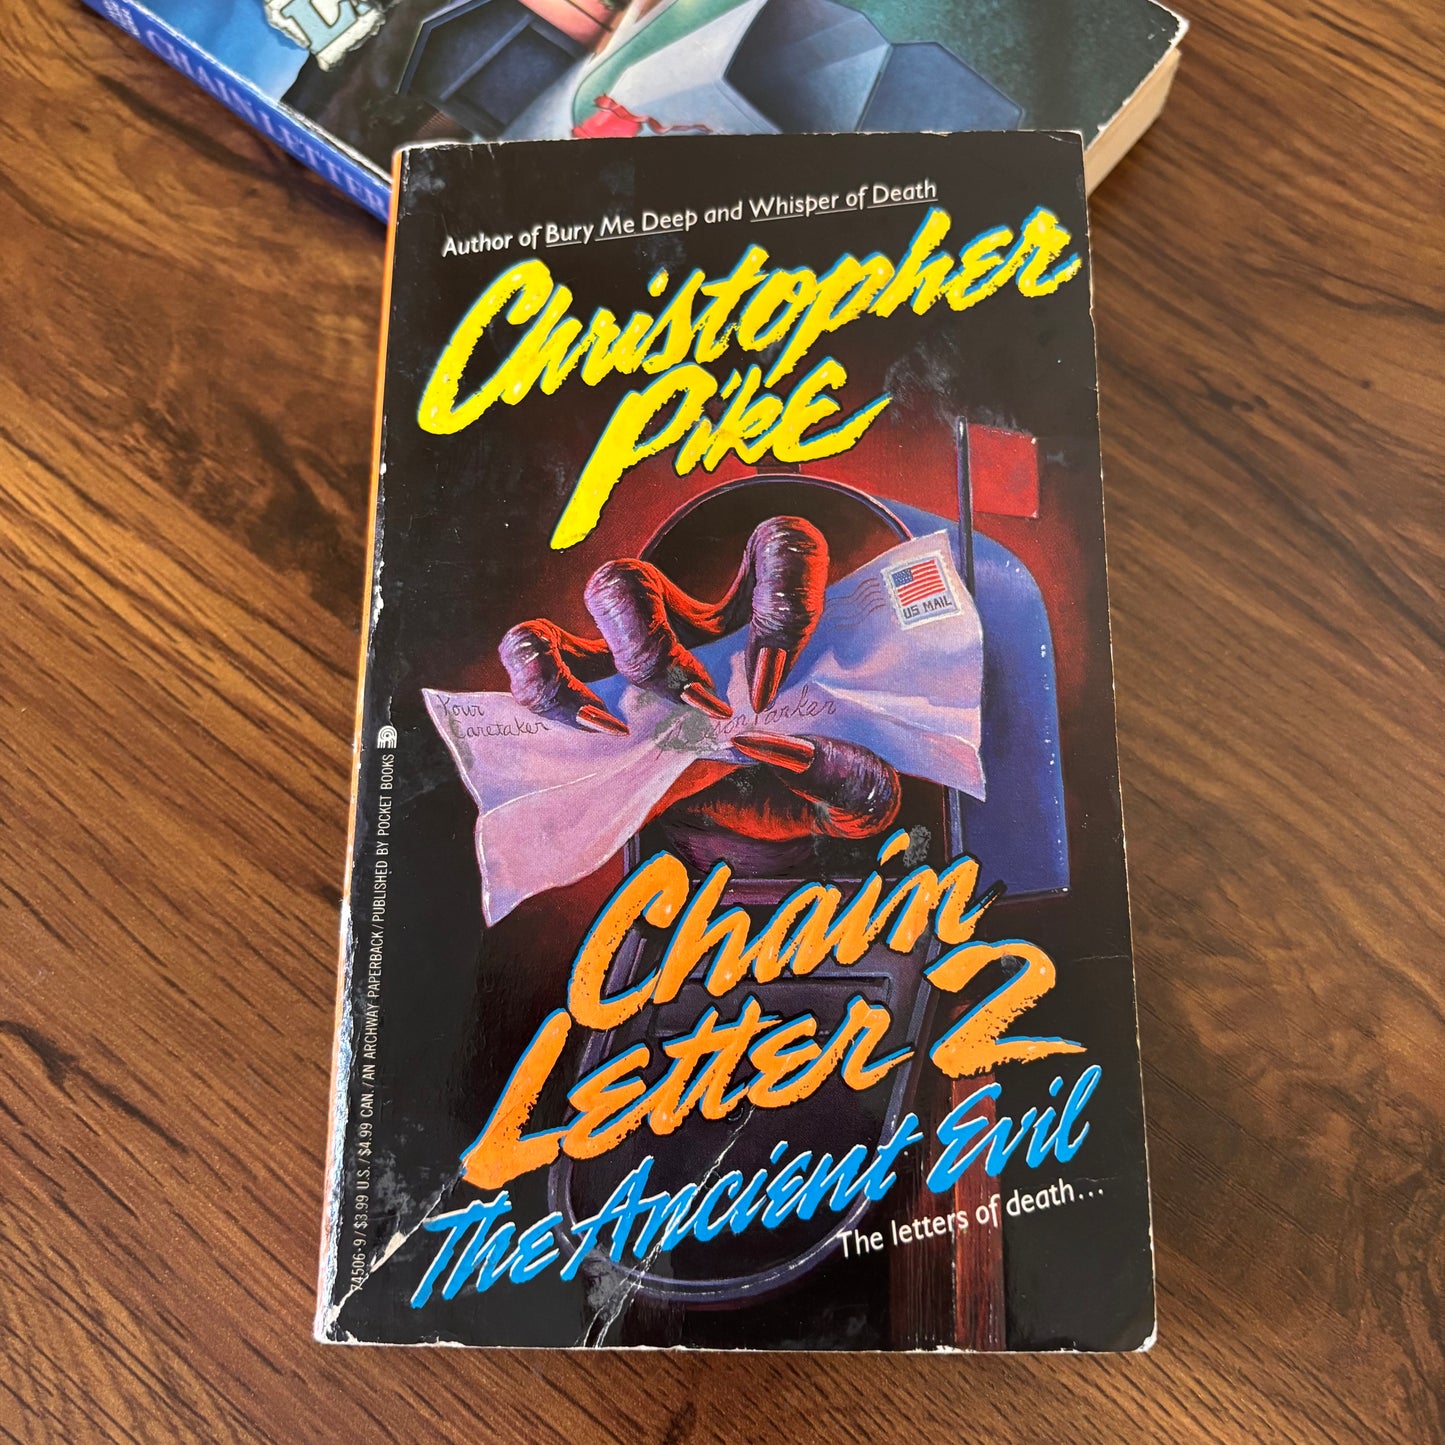 L
CHAIN LETTER
Author of Bury Me Deep and Whisper of Death
Christopher
Pike
US MAIL
Your
Caretaker
Parker
Chain
Letter 2
The Ancient Evil
The letters of death...
74506-9/$3.99 U.S./$4.99 CAN./AN ARCHWAY PAPERBACK/PUBLISHED BY POCKET BOOKS